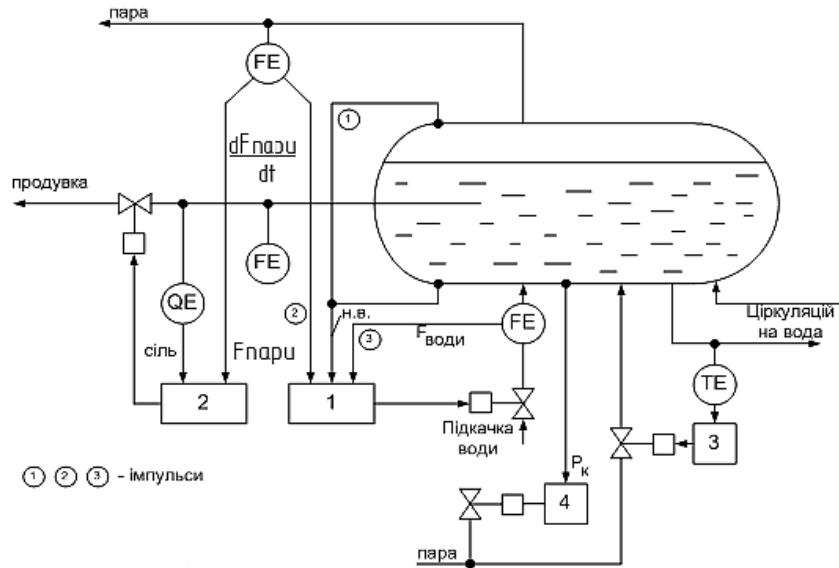 пара
FE
1
dFпари
dt
продувка
FE
QE
2
н.в.
3
Fводи
FE
Ціркуляцій
на вода
сіль
Fпари
TE
2
1
3
Підкачка
води
Pк
4
1 2 3 - імпульси
пара